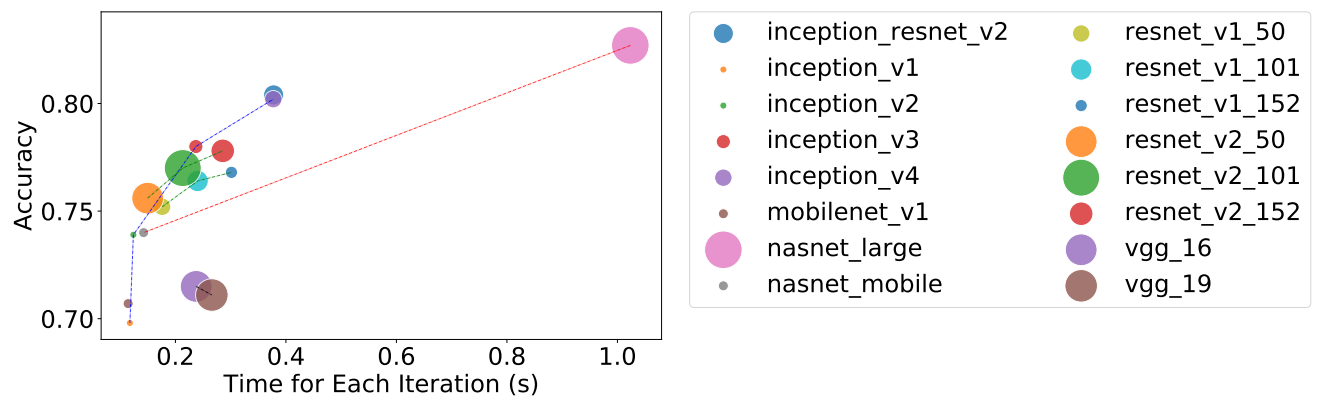 Accuracy
0.80
0.75
0.70
0.2 0.4 0.6 0.8 1.0
Time for Each Iteration (s)
inception_resnet_v2
inception_v1
inception_v2
inception_v3
inception_v4
mobilenet_v1
nasnet_large
nasnet_mobile
resnet_v1_50
resnet_v1_101
resnet_v1_152
resnet_v2_50
resnet_v2_101
resnet_v2_152
vgg_16
vgg_19